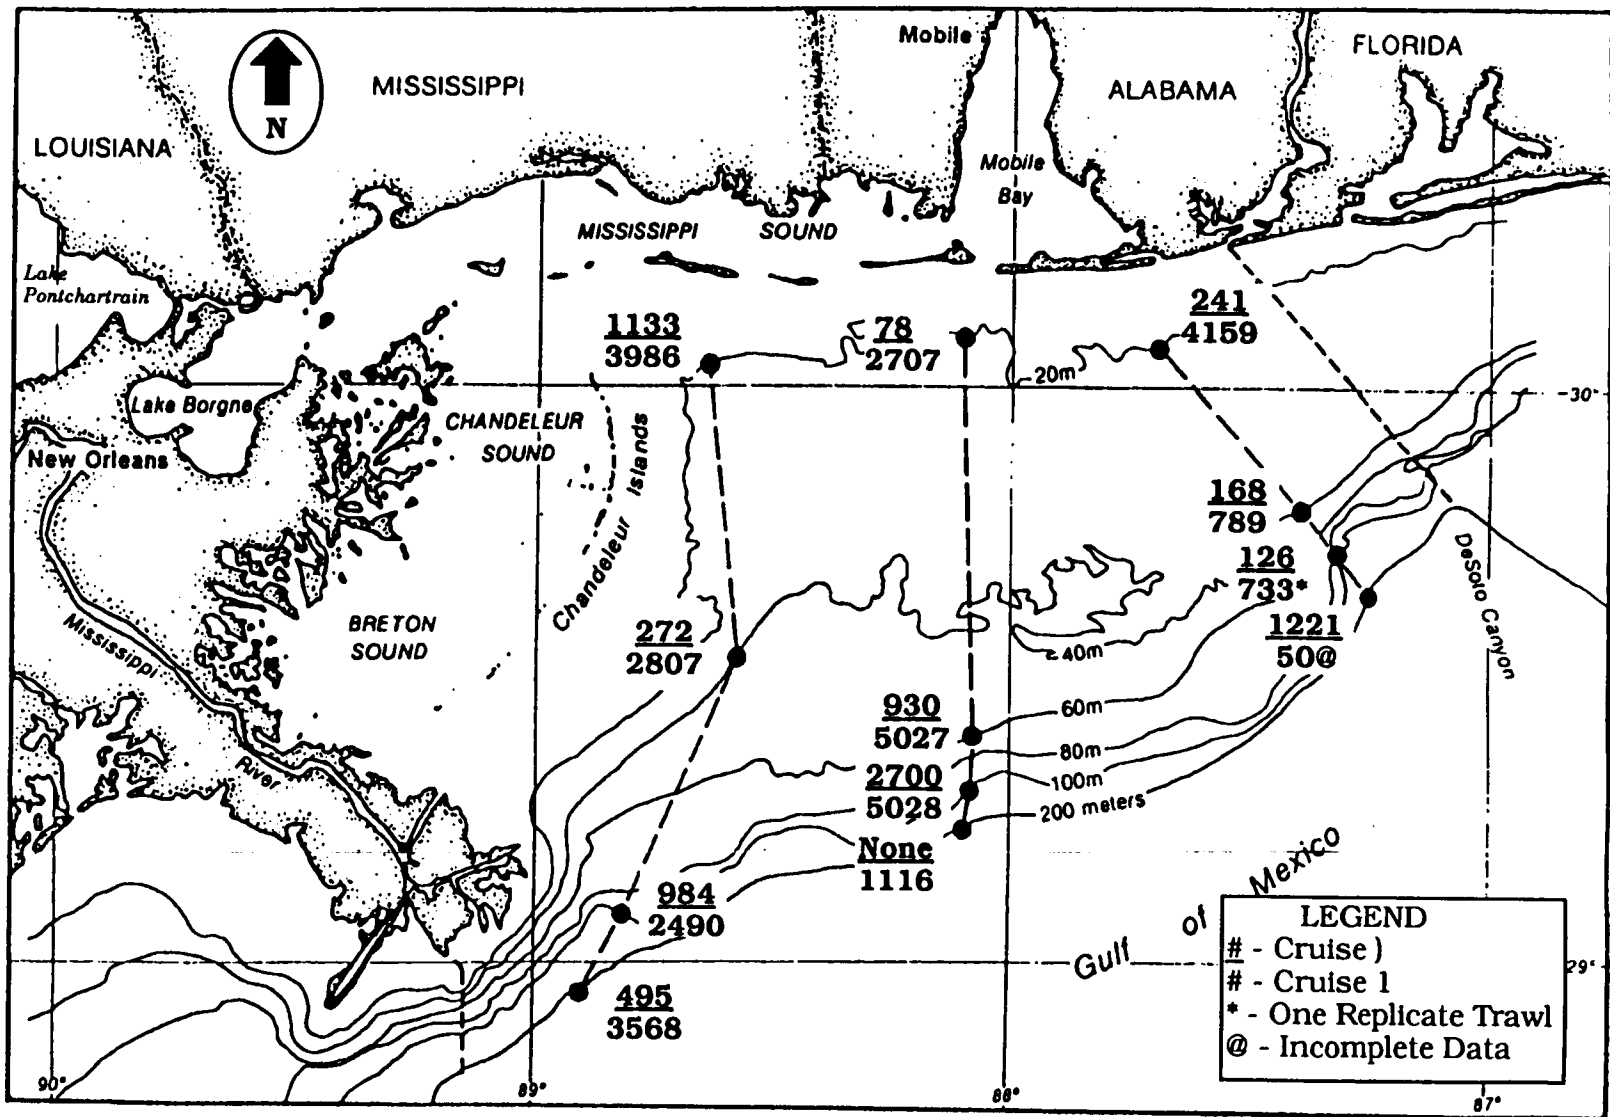 Mobile
FLORIDA
MISSISSIPPI
ALABAMA
N
LOUISIANA
Mobile
Bay
MISSISSIPPI SOUND
Lake
Pontchartrain
241
4159
1133
3986
78
2707
20m
30°
Lake Borgne
CHANDELEUR
SOUND
Chandeleur Islands
New Orleans
168
789
126
733*
DeSoto Canyon
1221
50@
BRETON
SOUND
272
2807
40m
Mississippi
River
930
5027
60m
80m
2700
5028
100m
200 meters
None
1116
Gulf of Mexico
984
2490
LEGEND
# - Cruise )
# - Cruise 1
* - One Replicate Trawl
@ - Incomplete Data
29°
495
3568
90°
89°
88°
87°